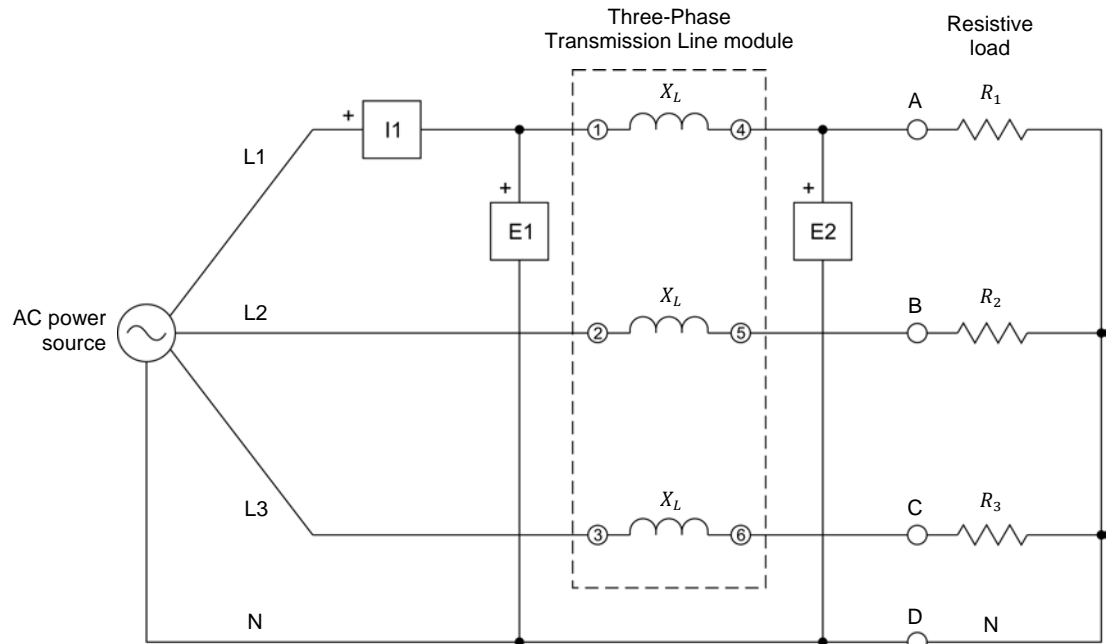 Three-Phase
Transmission Line module
Resistive
load
X_L
A
R_1
+
I1
1
4
L1
+
E1
+
E2
X_L
B
R_2
AC power
source
L2
2
5
X_L
C
R_3
L3
3
6
N
D
N